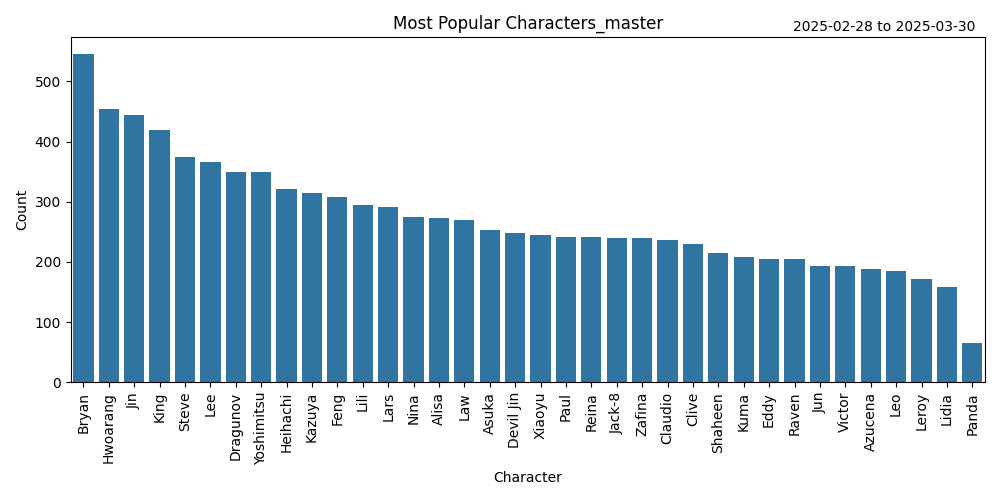 Most Popular Characters_master
2025-02-28 to 2025-03-30
Count
500
400
300
200
100
0
Bryan
Hwoarang
Jin
King
Steve
Lee
Dragunov
Yoshimitsu
Heihachi
Kazuya
Feng
Lili
Lars
Nina
Alisa
Law
Asuka
Devil Jin
Xiaoyu
Paul
Reina
Jack-8
Zafina
Claudio
Clive
Shaheen
Kuma
Eddy
Raven
Jun
Victor
Azucena
Leo
Leroy
Lidia
Panda
Character